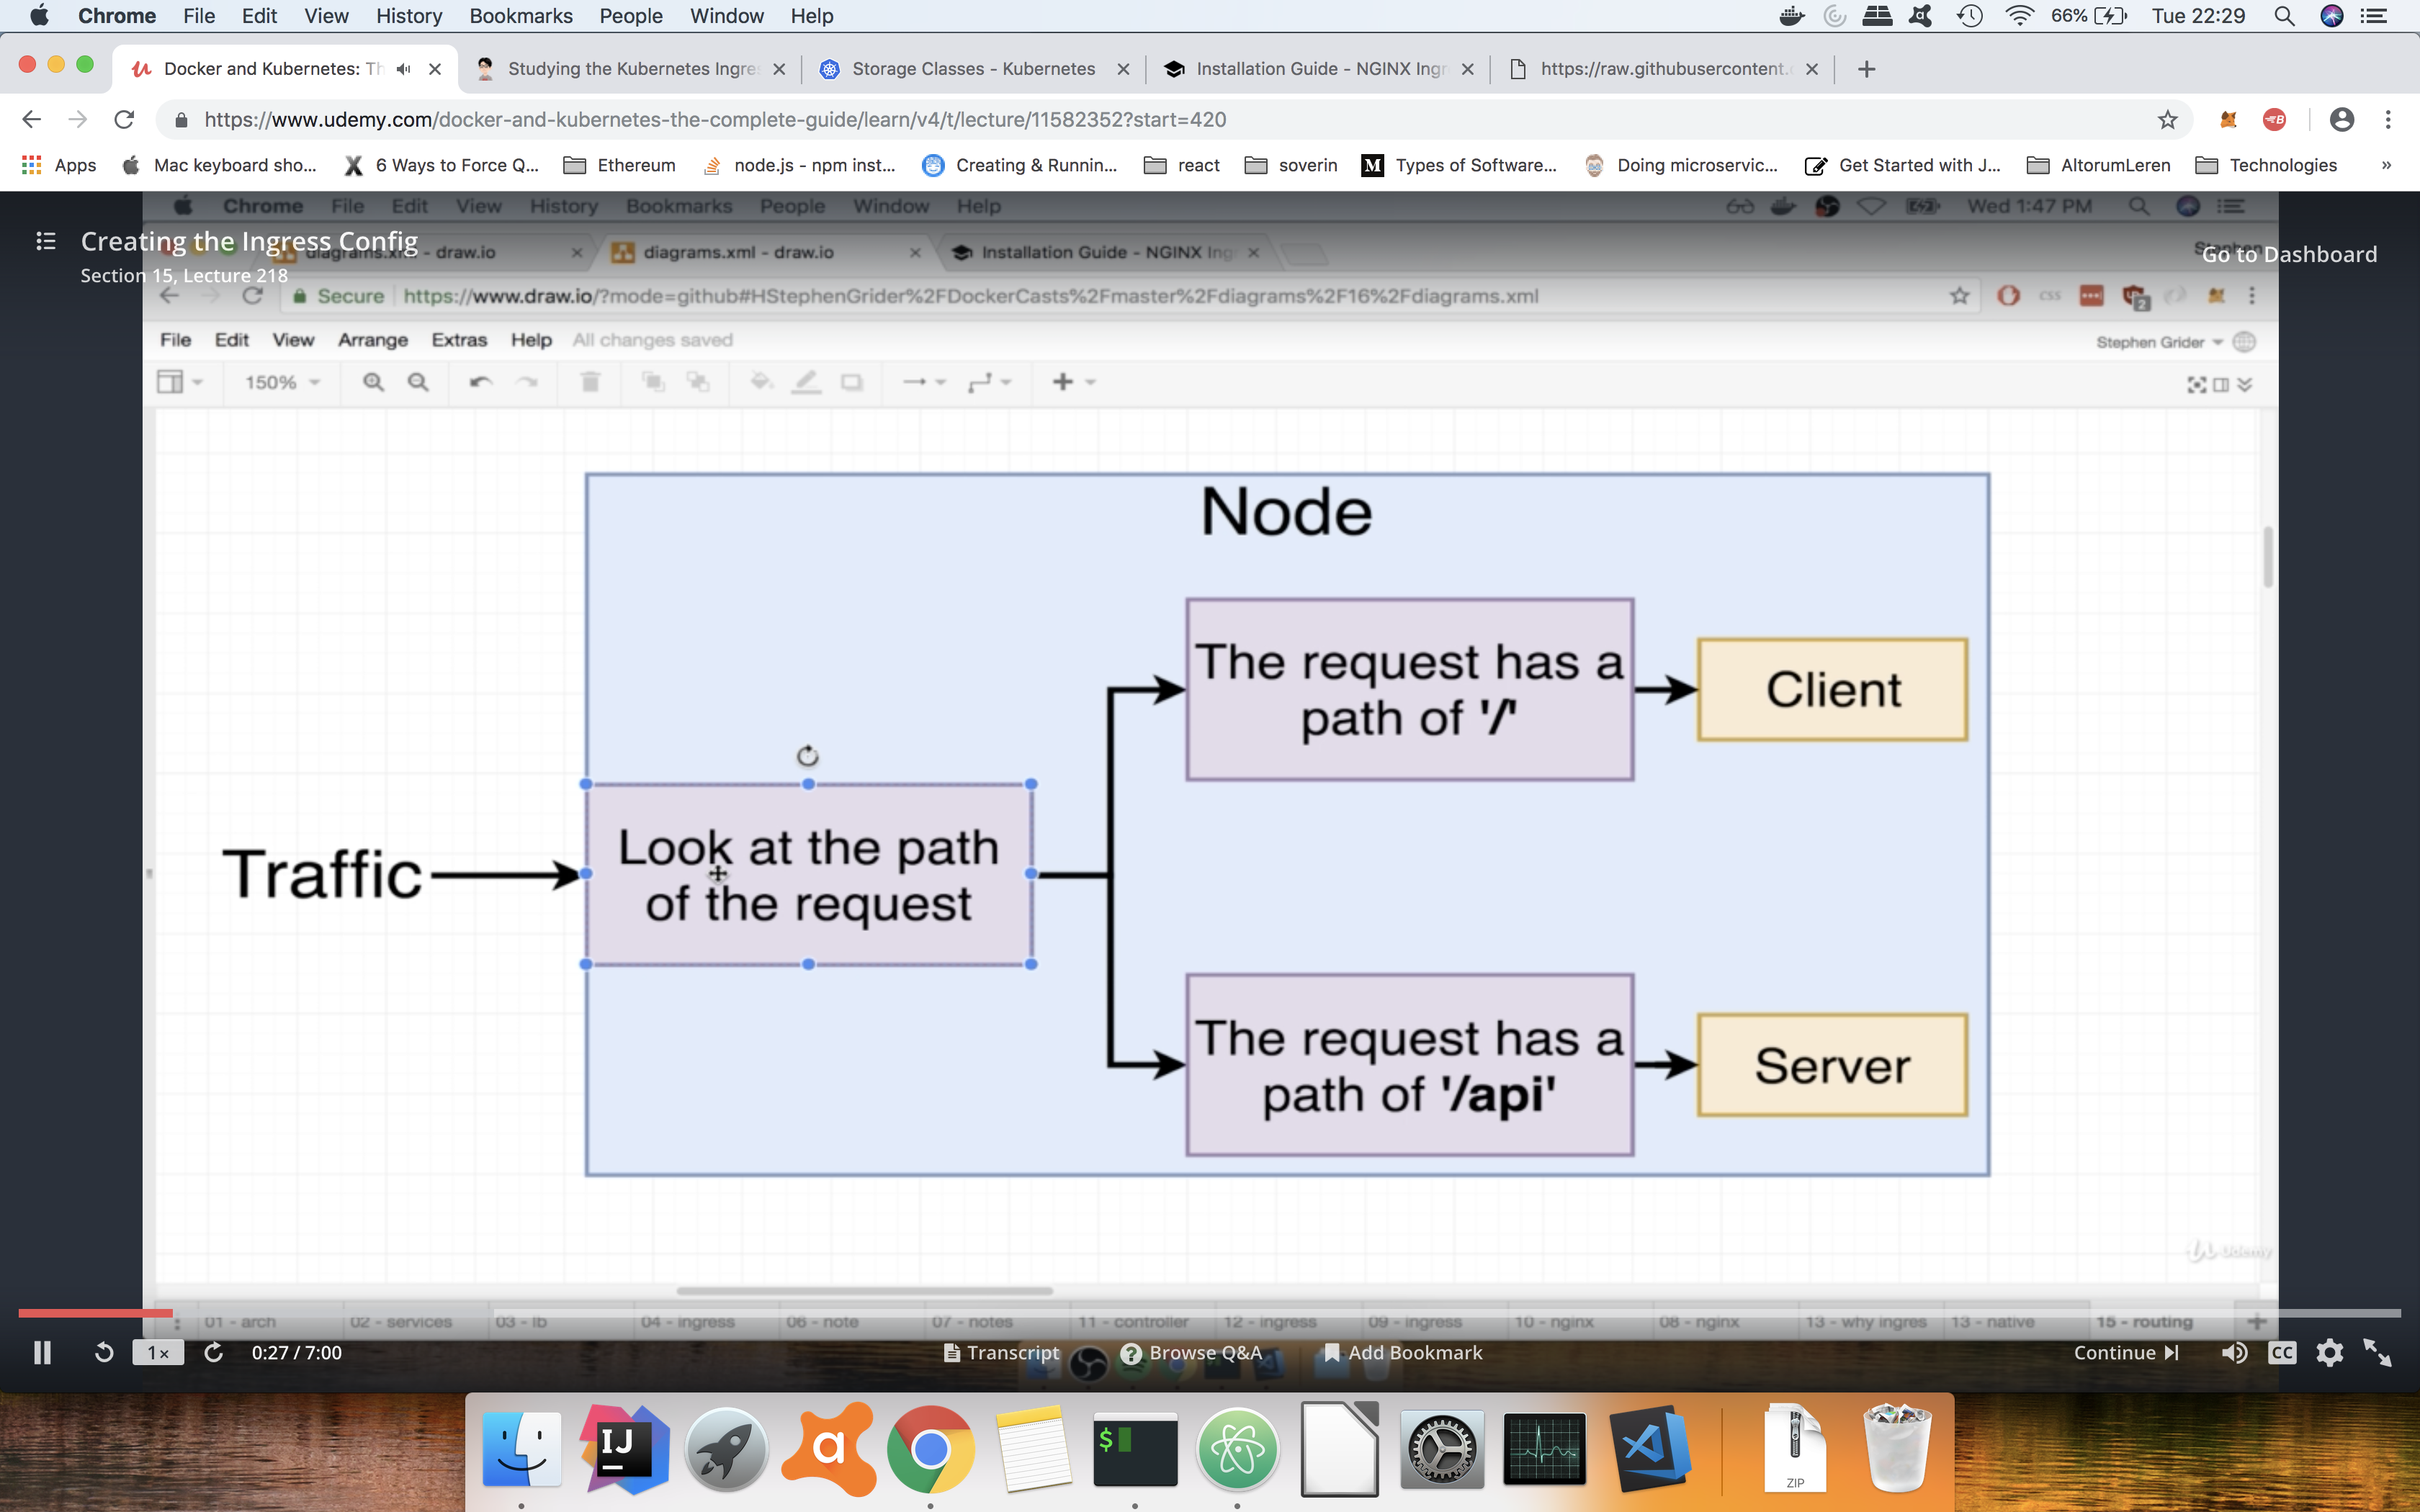 Chrome File Edit View History Bookmarks People Window Help 66% Tue 22:29
Docker and Kubernetes: Th
Studying the Kubernetes Ingre
Storage Classes - Kubernetes
Installation Guide - NGINX Ingr
https://raw.githubusercontent.
https://www.udemy.com/docker-and-kubernetes-the-complete-guide/learn/v4/t/lecture/11582352?start=420
Apps Mac keyboard sho... 6 Ways to Force Q... Ethereum node.js - npm inst... Creating & Runnin... react soverin Types of Software... Doing microservic... Get Started with J... AltorumLeren Technologies »
Chrome File Edit View History Bookmarks People Window Help Wed 1:47 PM
Creating the Ingress Config
diagrams.xml - draw.io
diagrams.xml - draw.io
Installation Guide - NGINX Ing
Stephen
Go to Dashboard
Section 15, Lecture 218
Secure https://www.draw.io/?mode=github#HStephenGrider%2FDockerCasts%2Fmaster%2Fdiagrams%2F16%2Fdiagrams.xml
CSS
2
File Edit View Arrange Extras Help All changes saved Stephen Grider
150%
Node
The request has a
path of '/'
Client
Traffic
Look at the path
of the request
The request has a
path of '/api'
Server
Udemy
01 - arch 02 - services 03 - lb 04 - ingress 06 - note 07 - notes 11 - controller 12 - ingress 09 - ingress 10 - nginx 08 - nginx 13 - why ingres 13 - native 15 - routing
1x 0:27 / 7:00 Transcript Browse Q&A Add Bookmark Continue CC
IJ
a
$
ZIP